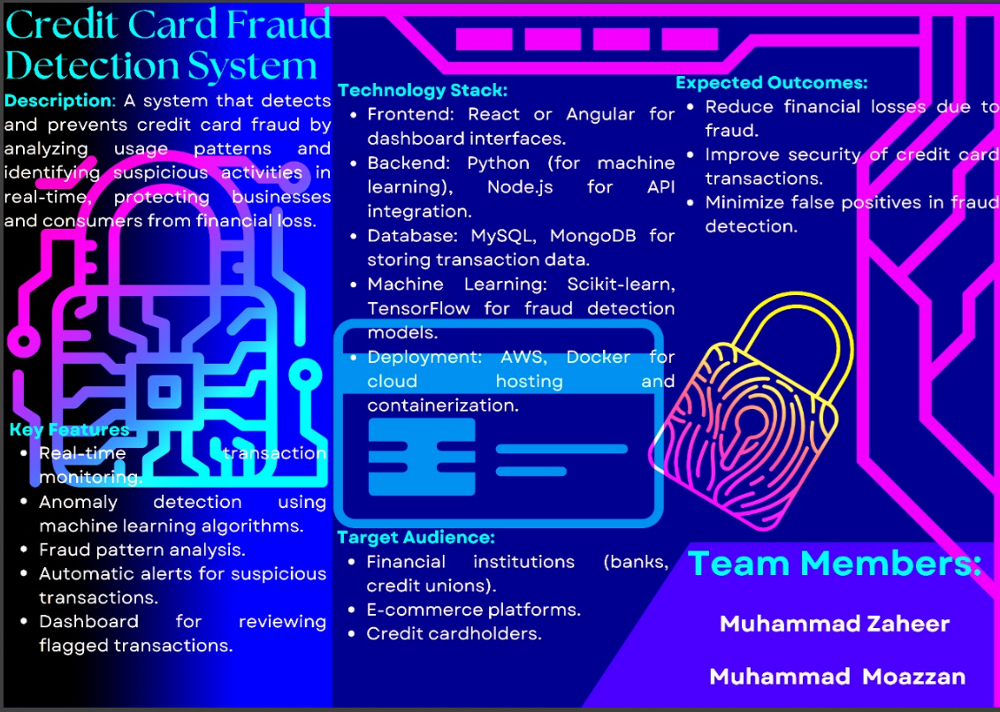 Credit Card Fraud
Detection System
Description: A system that detects
and prevents credit card fraud by
analyzing usage patterns and
identifying suspicious activities in
real-time, protecting businesses
and consumers from financial loss.
Key Features
• Real-time transaction
monitoring.
• Anomaly detection using
machine learning algorithms.
• Fraud pattern analysis.
• Automatic alerts for suspicious
transactions.
• Dashboard for reviewing
flagged transactions.
Technology Stack:
• Frontend: React or Angular for
dashboard interfaces.
• Backend: Python (for machine
learning), Node.js for API
integration.
• Database: MySQL, MongoDB for
storing transaction data.
• Machine Learning: Scikit-learn,
TensorFlow for fraud detection
models.
• Deployment: AWS, Docker for
cloud hosting and
containerization.
Target Audience:
• Financial institutions (banks,
credit unions).
• E-commerce platforms.
• Credit cardholders.
Expected Outcomes:
• Reduce financial losses due to
fraud.
• Improve security of credit card
transactions.
• Minimize false positives in fraud
detection.
Team Members:
Muhammad Zaheer
Muhammad Moazzan